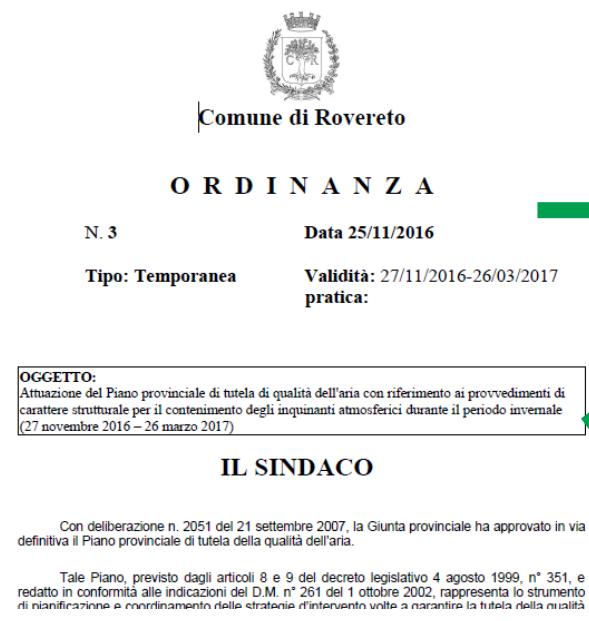 C R
Comune di Rovereto
O R D I N A N Z A
N. 3 Data 25/11/2016
Tipo: Temporanea Validità: 27/11/2016-26/03/2017
pratica:
OGGETTO:
Attuazione del Piano provinciale di tutela di qualità dell'aria con riferimento ai provvedimenti di
carattere strutturale per il contenimento degli inquinanti atmosferici durante il periodo invernale
(27 novembre 2016 – 26 marzo 2017)
IL SINDACO
Con deliberazione n. 2051 del 21 settembre 2007, la Giunta provinciale ha approvato in via
definitiva il Piano provinciale di tutela della qualità dell'aria.
Tale Piano, previsto dagli articoli 8 e 9 del decreto legislativo 4 agosto 1999, n° 351, e
redatto in conformità alle indicazioni del D.M. n° 261 del 1 ottobre 2002, rappresenta lo strumento
di pianificazione e coordinamento delle strategie d'intervento volte a garantire la tutela della qualità